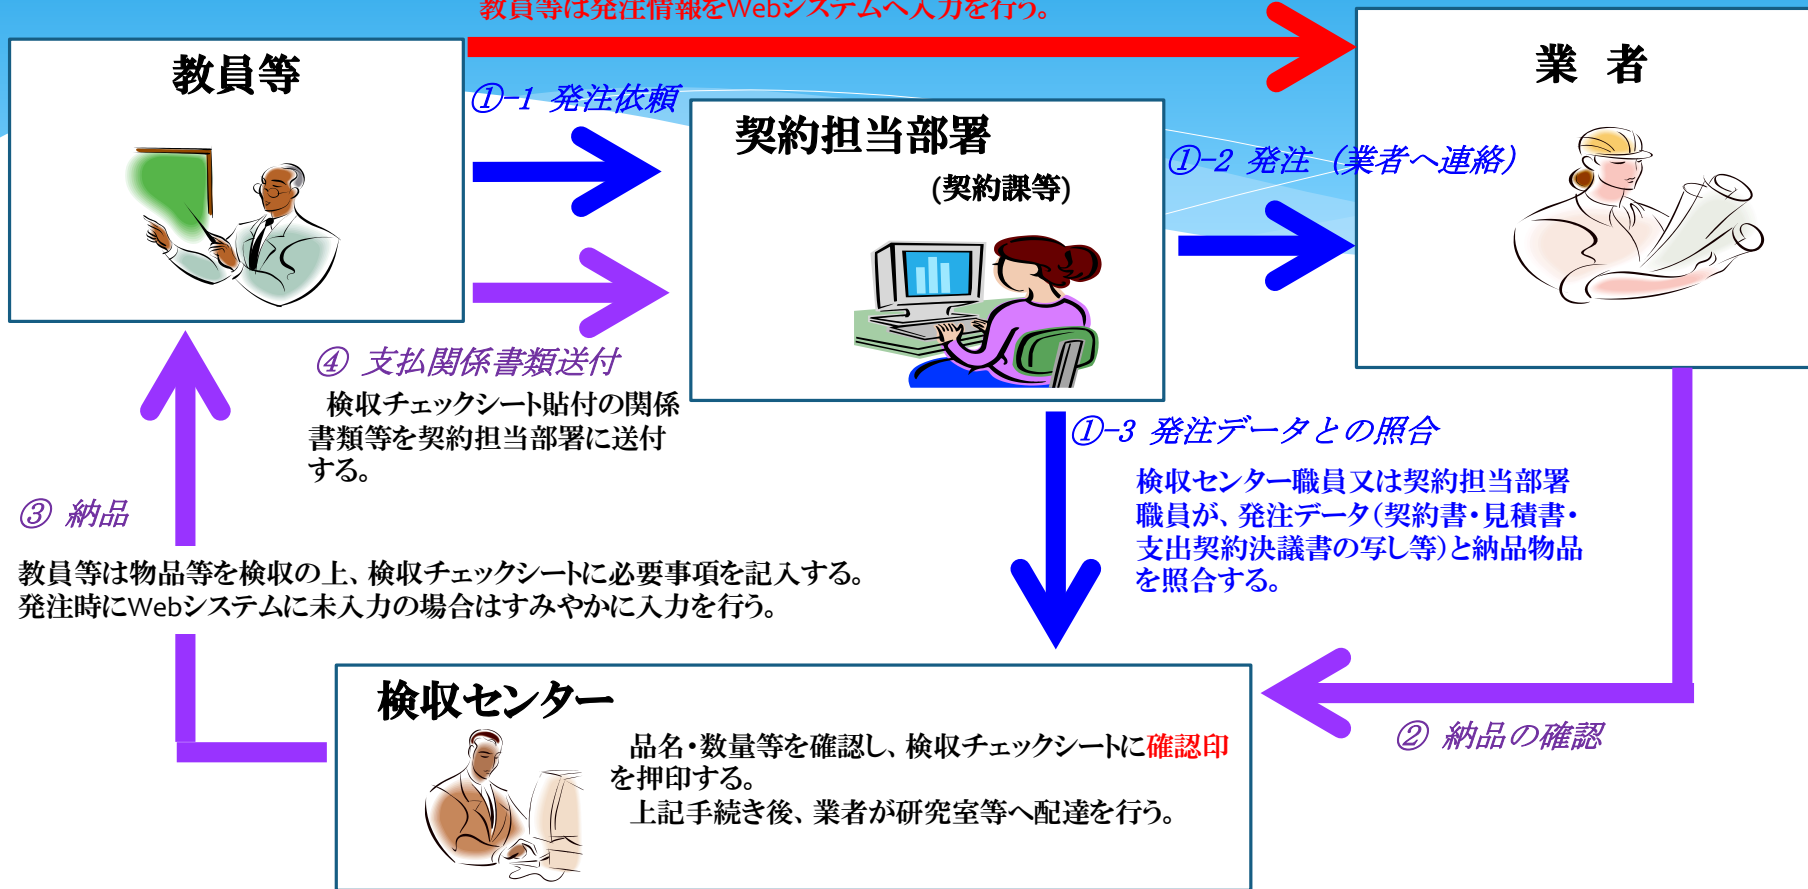 教員等は発注情報をWebシステムへ入力を行う。
教員等
業 者
①-1 発注依頼
契約担当部署
(契約課等)
①-2 発注（業者へ連絡）
④ 支払関係書類送付
検収チェックシート貼付の関係
書類等を契約担当部署に送付
する。
①-3 発注データとの照合
検収センター職員又は契約担当部署
職員が、発注データ（契約書・見積書・
支出契約決議書の写し等）と納品物品
を照合する。
③ 納品
教員等は物品等を検収の上、検収チェックシートに必要事項を記入する。
発注時にWebシステムに未入力の場合はすみやかに入力を行う。
検収センター
品名・数量等を確認し、検収チェックシートに確認印
を押印する。
上記手続き後、業者が研究室等へ配達を行う。
② 納品の確認